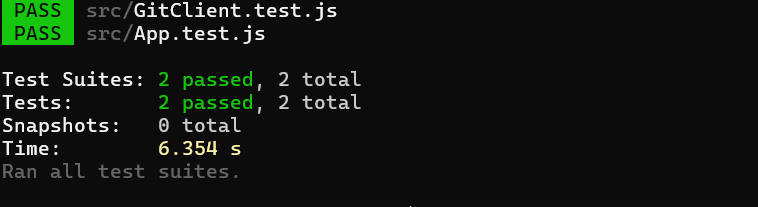 PASS src/GitClient.test.js
PASS src/App.test.js
Test Suites: 2 passed, 2 total
Tests: 2 passed, 2 total
Snapshots: 0 total
Time: 6.354 s
Ran all test suites.